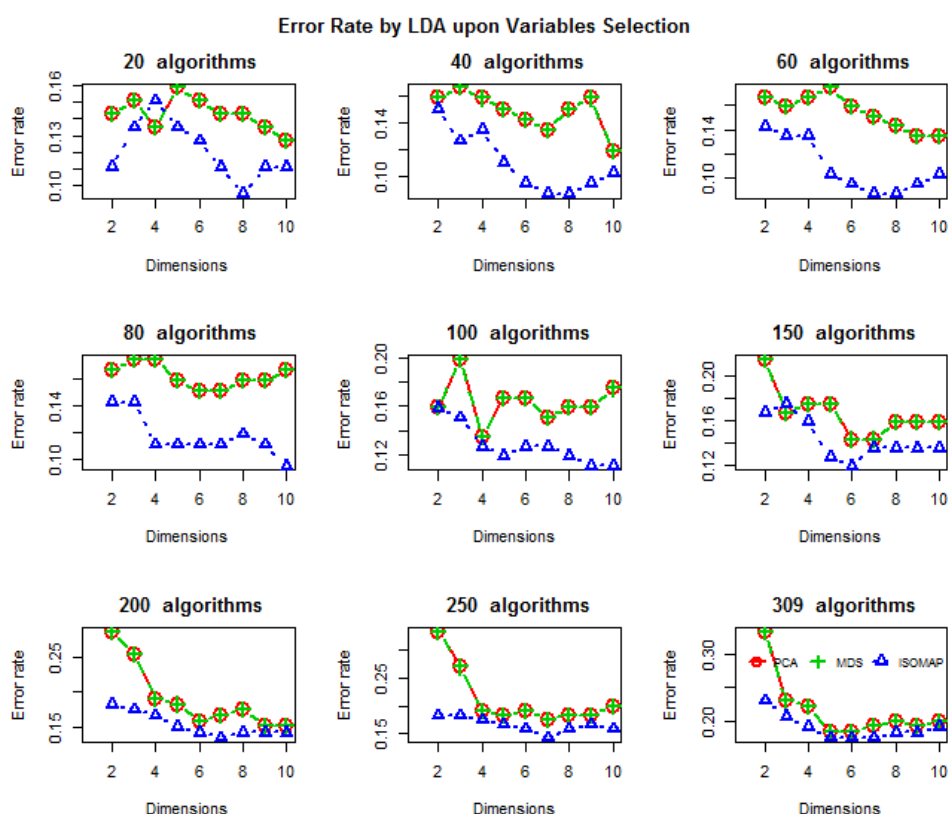 Error Rate by LDA upon Variables Selection
20 algorithms
Error rate
0.10 0.13 0.16
2 4 6 8 10
Dimensions
40 algorithms
Error rate
0.10 0.14
2 4 6 8 10
Dimensions
60 algorithms
Error rate
0.10 0.14
2 4 6 8 10
Dimensions
80 algorithms
Error rate
0.10 0.14
2 4 6 8 10
Dimensions
100 algorithms
Error rate
0.12 0.16 0.20
2 4 6 8 10
Dimensions
150 algorithms
Error rate
0.12 0.16 0.20
2 4 6 8 10
Dimensions
200 algorithms
Error rate
0.15 0.25
2 4 6 8 10
Dimensions
250 algorithms
Error rate
0.15 0.25
2 4 6 8 10
Dimensions
309 algorithms
Error rate
0.20 0.30
PCA MDS ISOMAP
2 4 6 8 10
Dimensions